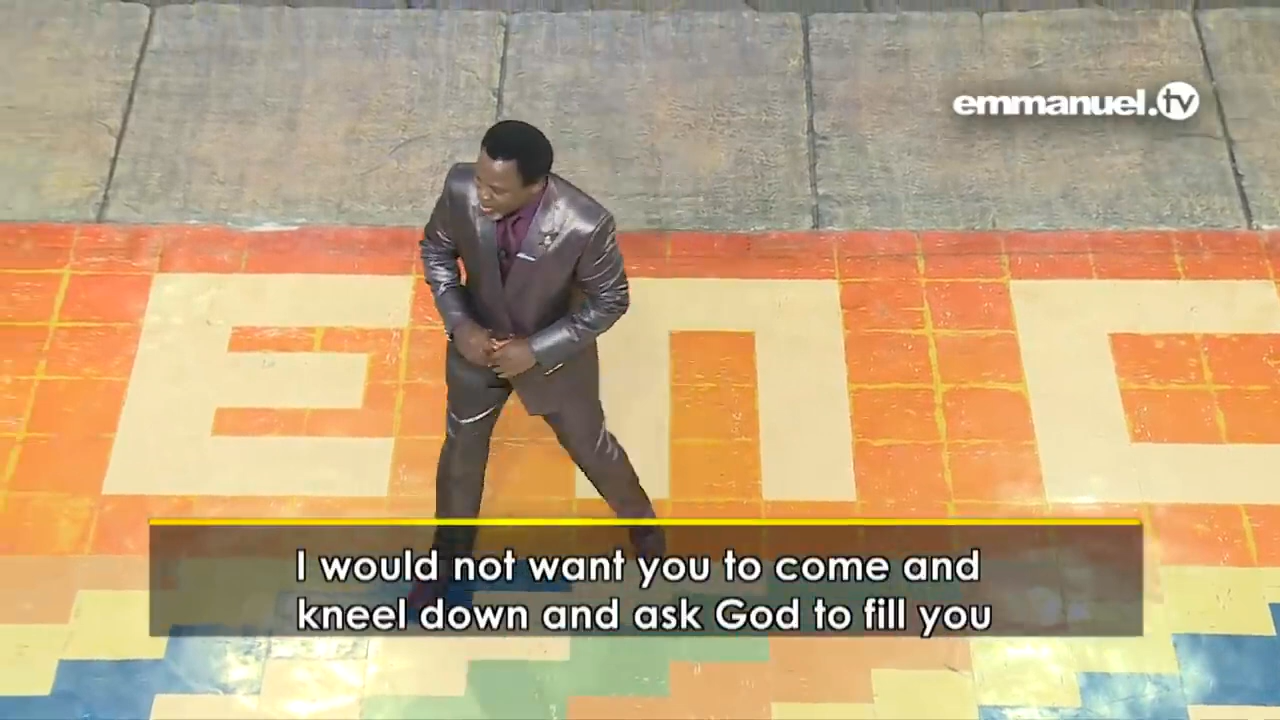 emmanuel.tv
I would not want you to come and
kneel down and ask God to fill you